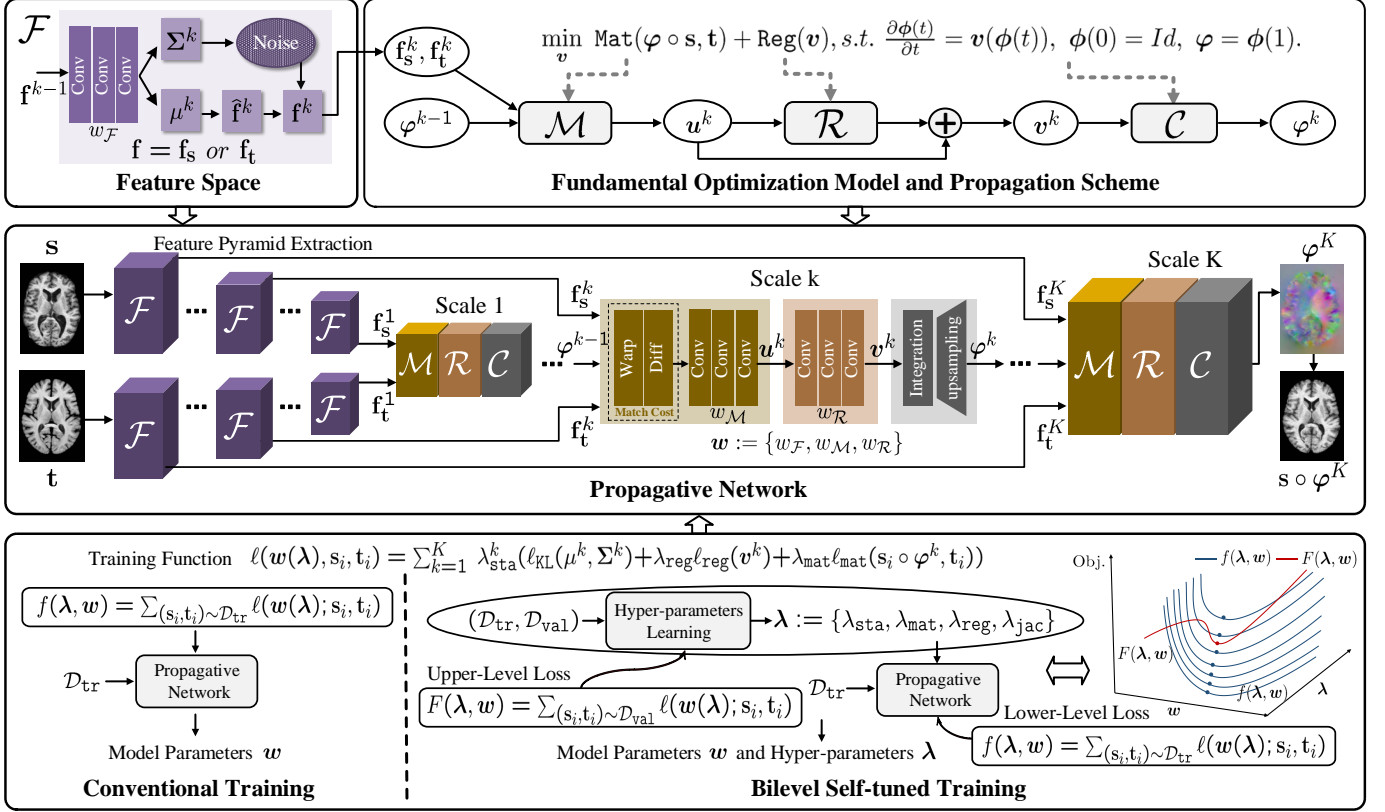 𝓕
f^{k-1}
Conv Conv Conv
w_𝓕
Σ^k
Noise
μ^k
f̂^k
f^k
f = f_s or f_t
Feature Space
f_s^k, f_t^k
min_v Mat(φ ∘ s, t) + Reg(v), s.t. ∂ϕ(t)/∂t = v(ϕ(t)), ϕ(0) = Id, φ = ϕ(1).
φ^{k-1}
𝓜
u^k
𝓡
+
v^k
𝓒
φ^k
Fundamental Optimization Model and Propagation Scheme
s
Feature Pyramid Extraction
𝓕 ... 𝓕 ... 𝓕
f_s^1
Scale 1
𝓜 𝓡 𝓒
f_t^1
𝓕 ... 𝓕 ... 𝓕
t
Scale k
f_s^k
... φ^{k-1}
f_t^k
Warp Diff
Match Cost
Conv Conv Conv
w_𝓜
u^k
Conv Conv Conv
w_𝓡
v^k
Integration
upsampling
φ^k ...
w := {w_𝓕, w_𝓜, w_𝓡}
Scale K
f_s^K
f_t^K
𝓜 𝓡 𝓒
φ^K
s ∘ φ^K
Propagative Network
Training Function ℓ(w(λ), s_i, t_i) = ∑_{k=1}^K λ_sta^k(ℓ_KL(μ^k, Σ^k)+λ_reg ℓ_reg(v^k)+λ_mat ℓ_mat(s_i ∘ φ^k, t_i))
f(λ, w) = ∑_{(s_i,t_i)∼𝓓_tr} ℓ(w(λ); s_i, t_i)
𝓓_tr
Propagative
Network
Model Parameters w
Conventional Training
(𝓓_tr, 𝓓_val)
Hyper-parameters
Learning
λ := {λ_sta, λ_mat, λ_reg, λ_jac}
Upper-Level Loss
F(λ, w) = ∑_{(s_i,t_i)∼𝓓_val} ℓ(w(λ); s_i, t_i)
𝓓_tr
Propagative
Network
Lower-Level Loss
f(λ, w) = ∑_{(s_i,t_i)∼𝓓_tr} ℓ(w(λ); s_i, t_i)
Model Parameters w and Hyper-parameters λ
Bilevel Self-tuned Training
Obj.
f(λ, w)
F(λ, w)
F(λ, w)
f(λ, w)
λ
w